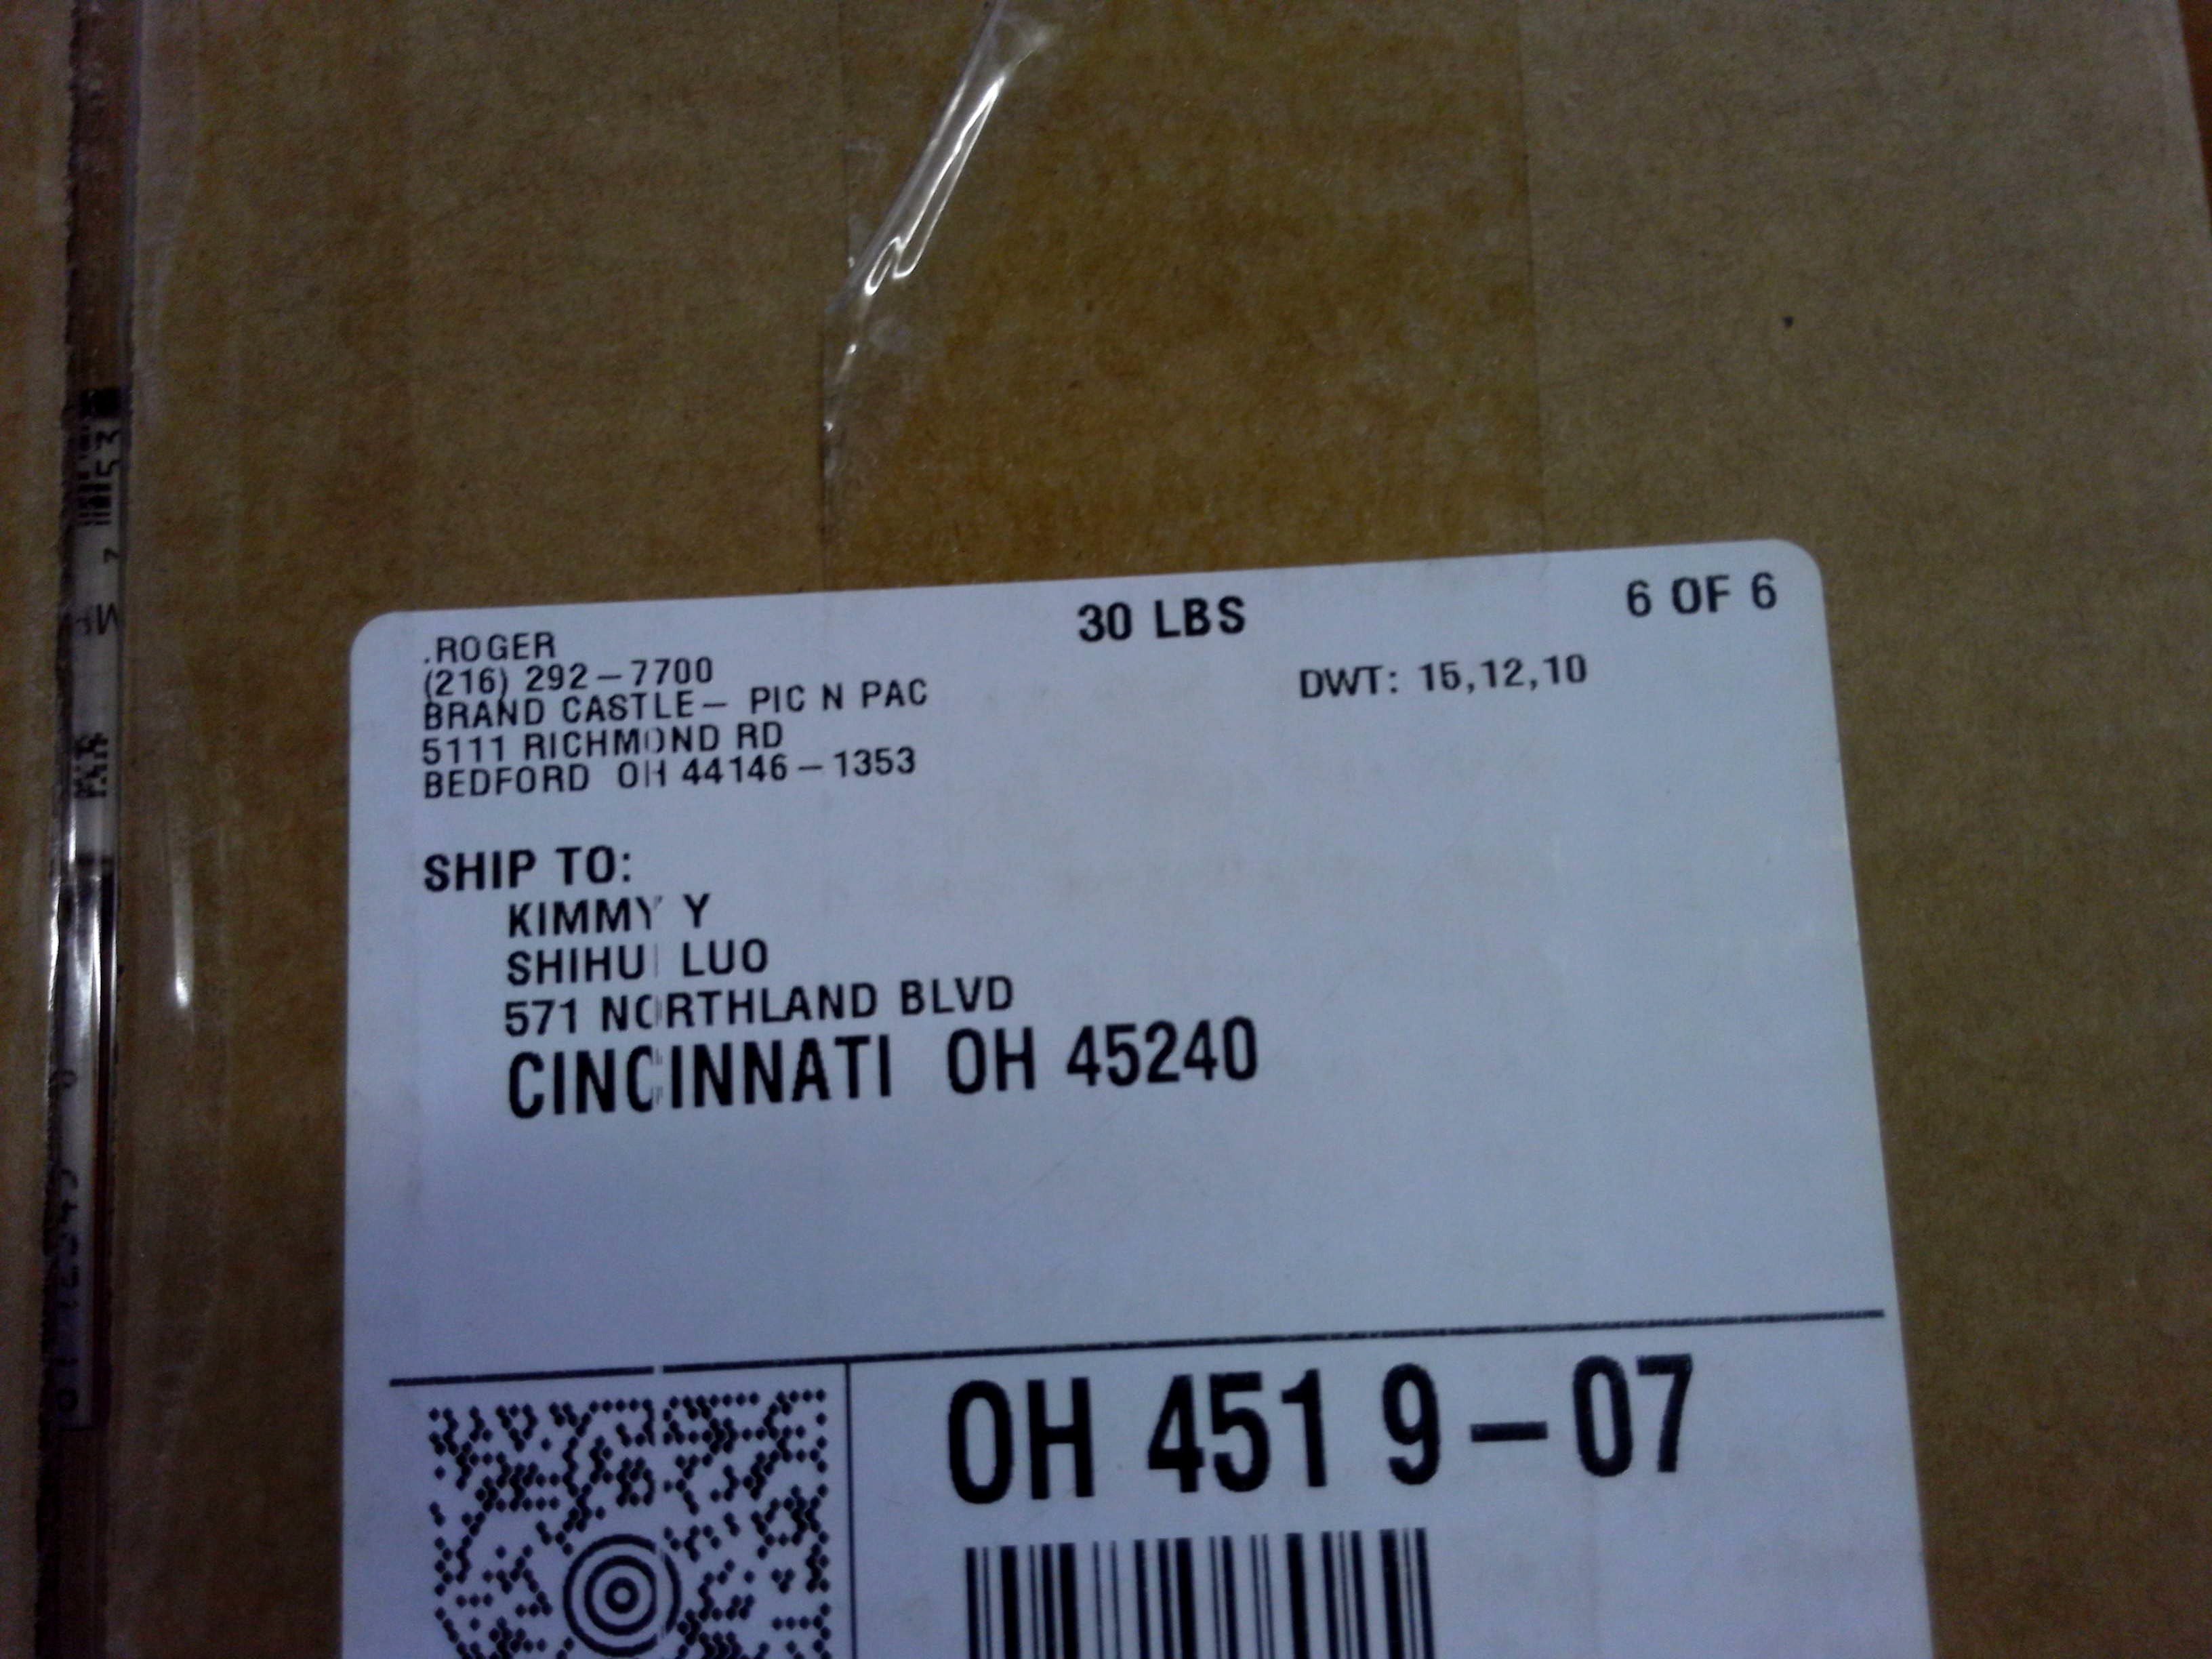 30 LBS
6 OF 6
.ROGER
(216) 292-7700
BRAND CASTLE- PIC N PAC
5111 RICHMOND RD
BEDFORD OH 44146-1353
DWT: 15,12,10
SHIP TO:
KIMMY Y
SHIHUI LUO
571 NORTHLAND BLVD
CINCINNATI OH 45240
OH 451 9-07